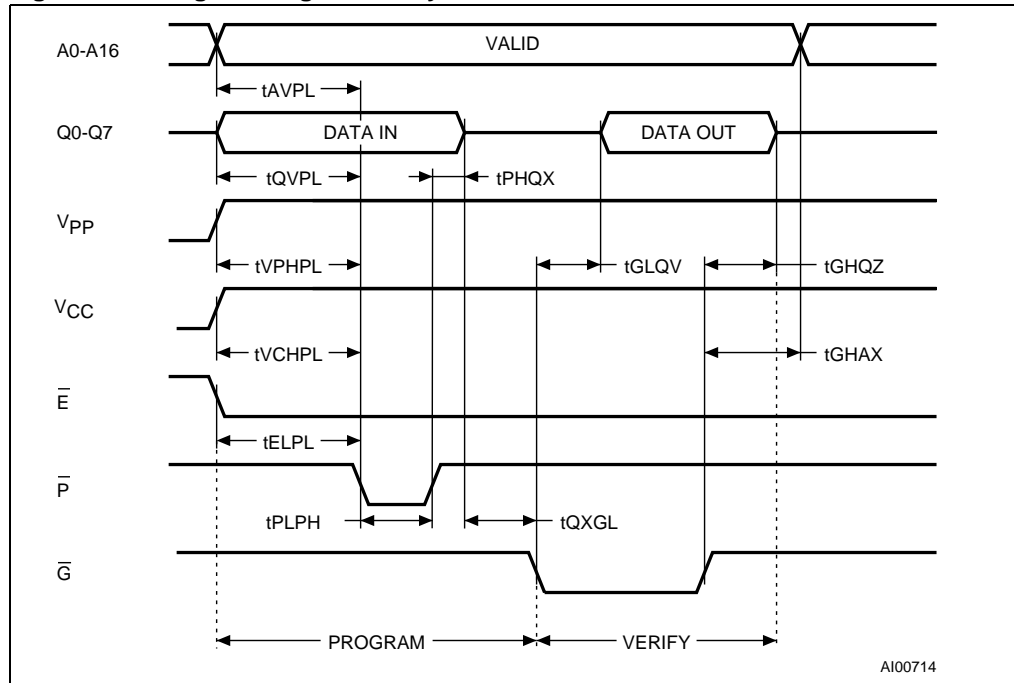 A0-A16
VALID
tAVPL
Q0-Q7
DATA IN
DATA OUT
tQVPL
tPHQX
VPP
tVPHPL
tGLQV
tGHQZ
VCC
tVCHPL
tGHAX
E̅
tELPL
P̅
tPLPH
tQXGL
G̅
PROGRAM
VERIFY
AI00714